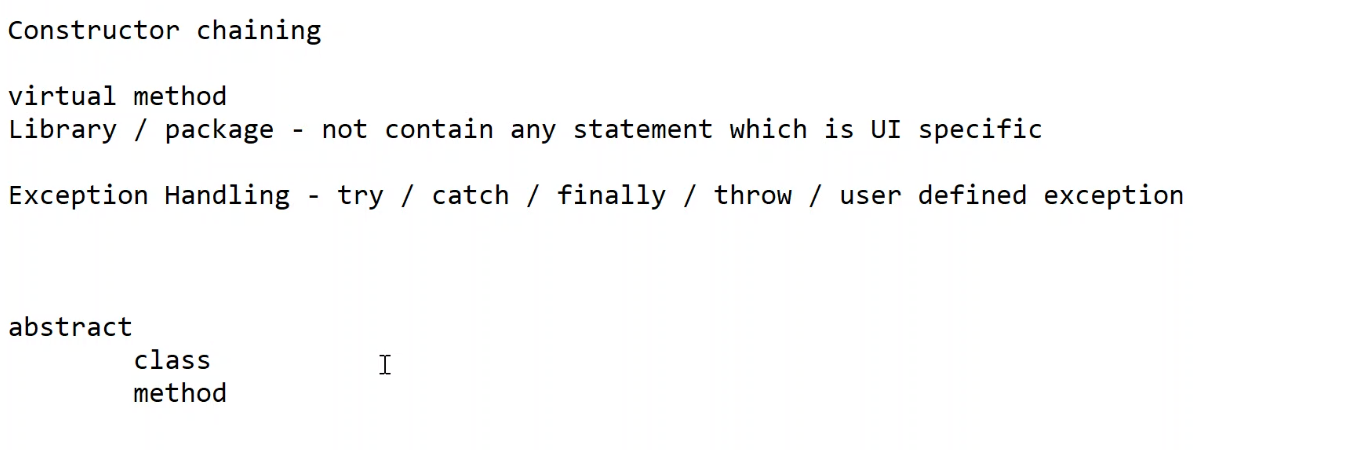 Constructor chaining
virtual method
Library / package - not contain any statement which is UI specific
Exception Handling - try / catch / finally / throw / user defined exception
abstract
class
method